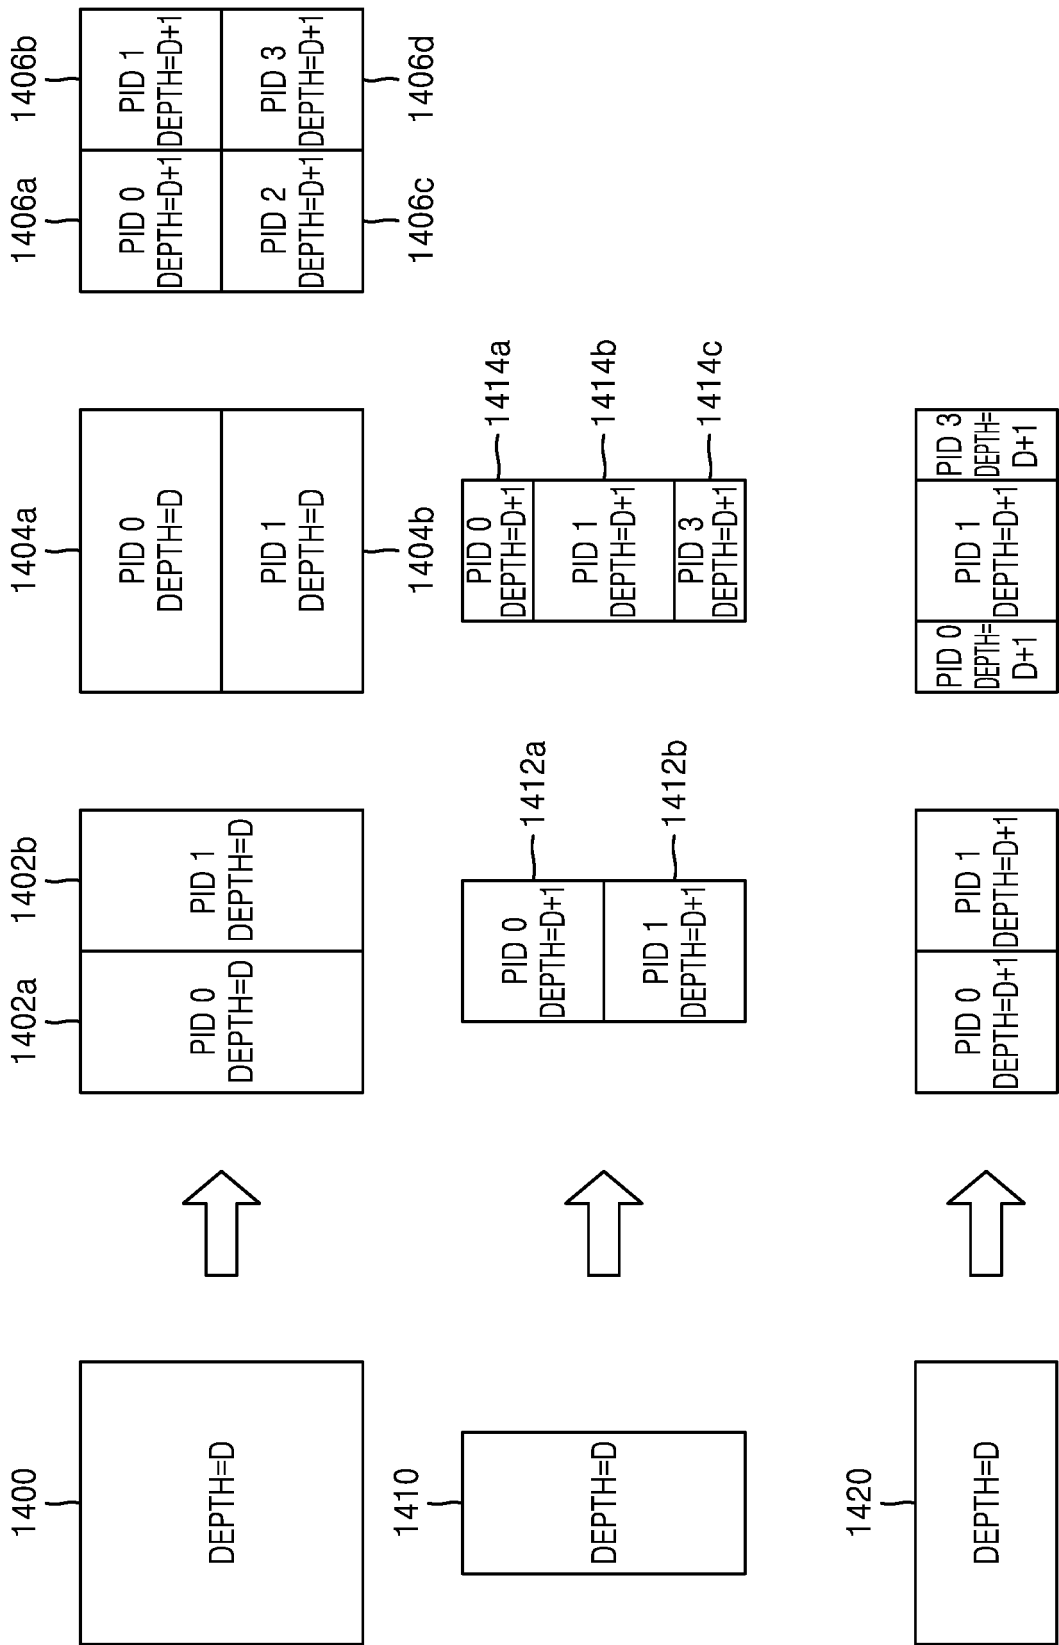 1400
DEPTH=D
1402a
1402b
PID 0
DEPTH=D
PID 1
DEPTH=D
1404a
PID 0
DEPTH=D
PID 1
DEPTH=D
1404b
1406a
1406b
PID 0
DEPTH=D+1
PID 1
DEPTH=D+1
PID 2
DEPTH=D+1
PID 3
DEPTH=D+1
1406c
1406d
1410
DEPTH=D
PID 0
DEPTH=D+1
1412a
PID 1
DEPTH=D+1
1412b
PID 0
DEPTH=D+1
1414a
PID 1
DEPTH=D+1
1414b
PID 3
DEPTH=D+1
1414c
1420
DEPTH=D
PID 0
DEPTH=D+1
PID 1
DEPTH=D+1
PID 0
DEPTH=
D+1
PID 1
DEPTH=D+1
PID 3
DEPTH=
D+1